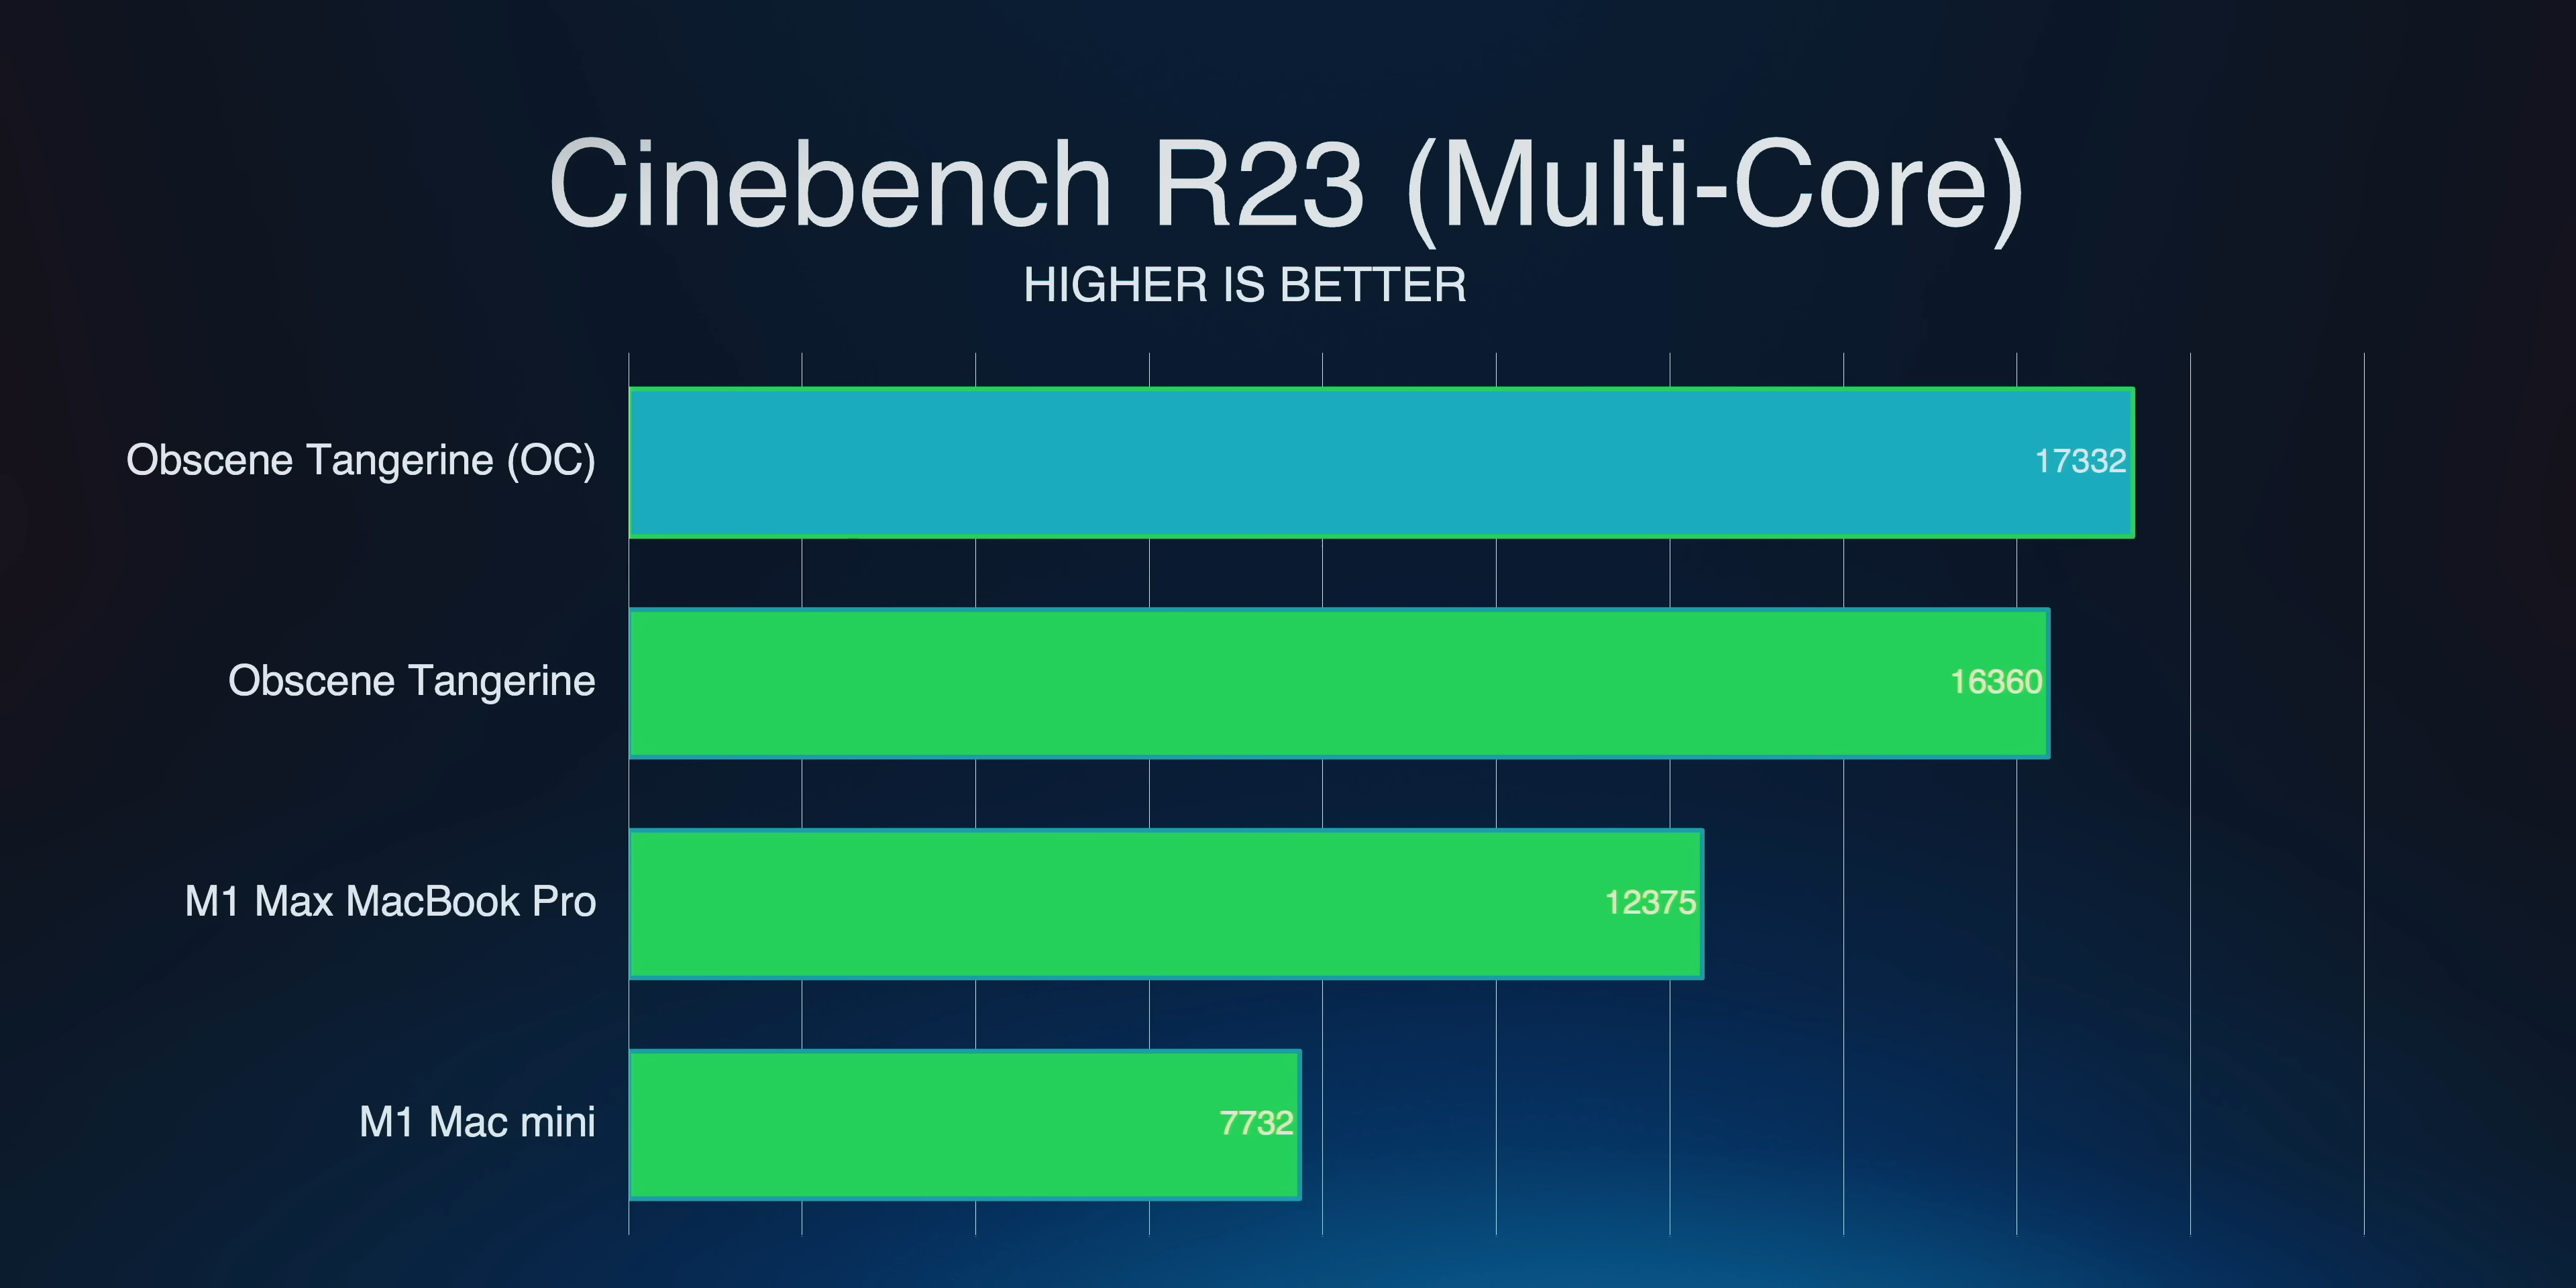 Cinebench R23 (Multi-Core)
HIGHER IS BETTER
Obscene Tangerine (OC) 17332
Obscene Tangerine 16360
M1 Max MacBook Pro 12375
M1 Mac mini 7732